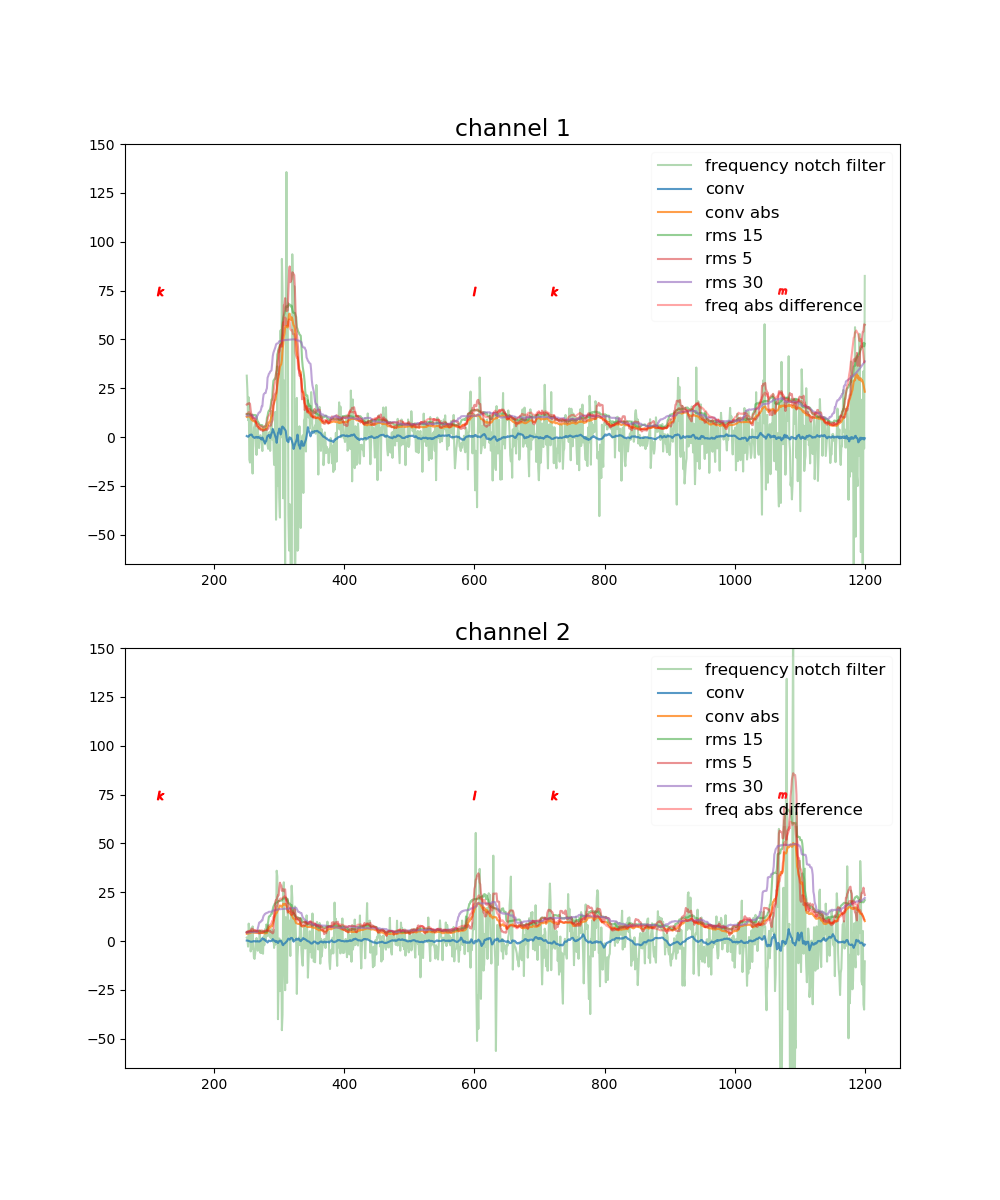 channel 1
150
125
100
75
50
25
0
−25
−50
frequency notch filter
conv
conv abs
rms 15
rms 5
rms 30
freq abs difference
k
l
k
m
200
400
600
800
1000
1200
channel 2
150
125
100
75
50
25
0
−25
−50
frequency notch filter
conv
conv abs
rms 15
rms 5
rms 30
freq abs difference
k
l
k
m
200
400
600
800
1000
1200